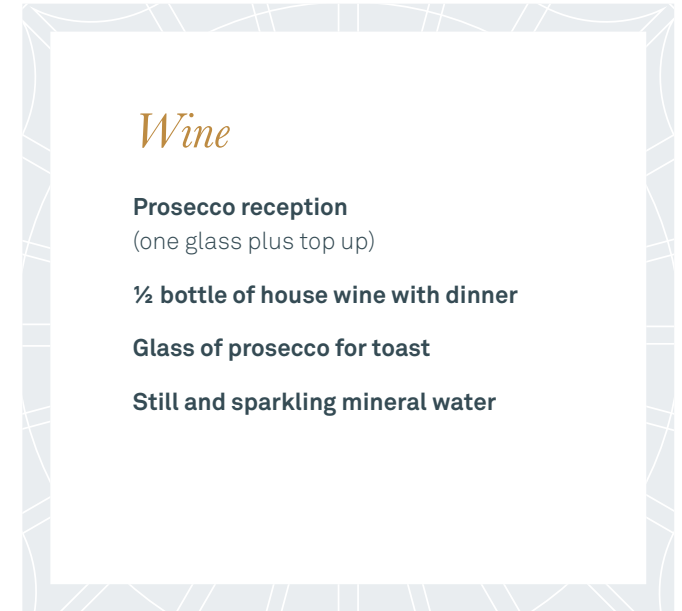 Wine
Prosecco reception
(one glass plus top up)
½ bottle of house wine with dinner
Glass of prosecco for toast
Still and sparkling mineral water